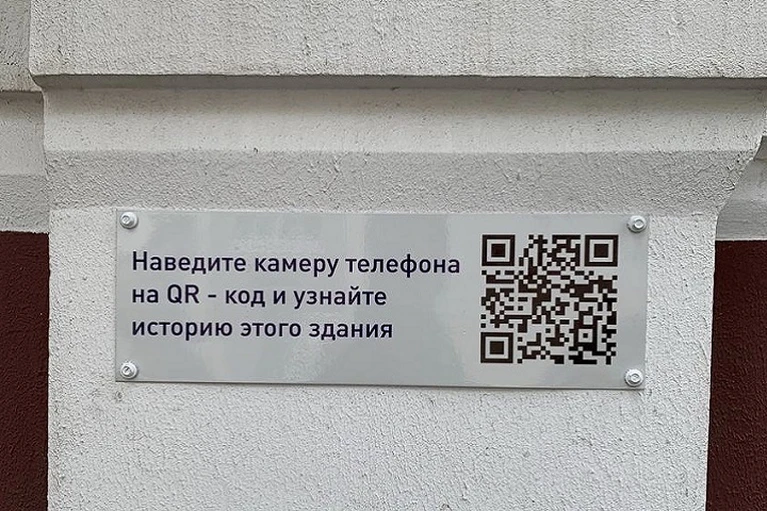 Наведите камеру телефона
на QR - код и узнайте
историю этого здания